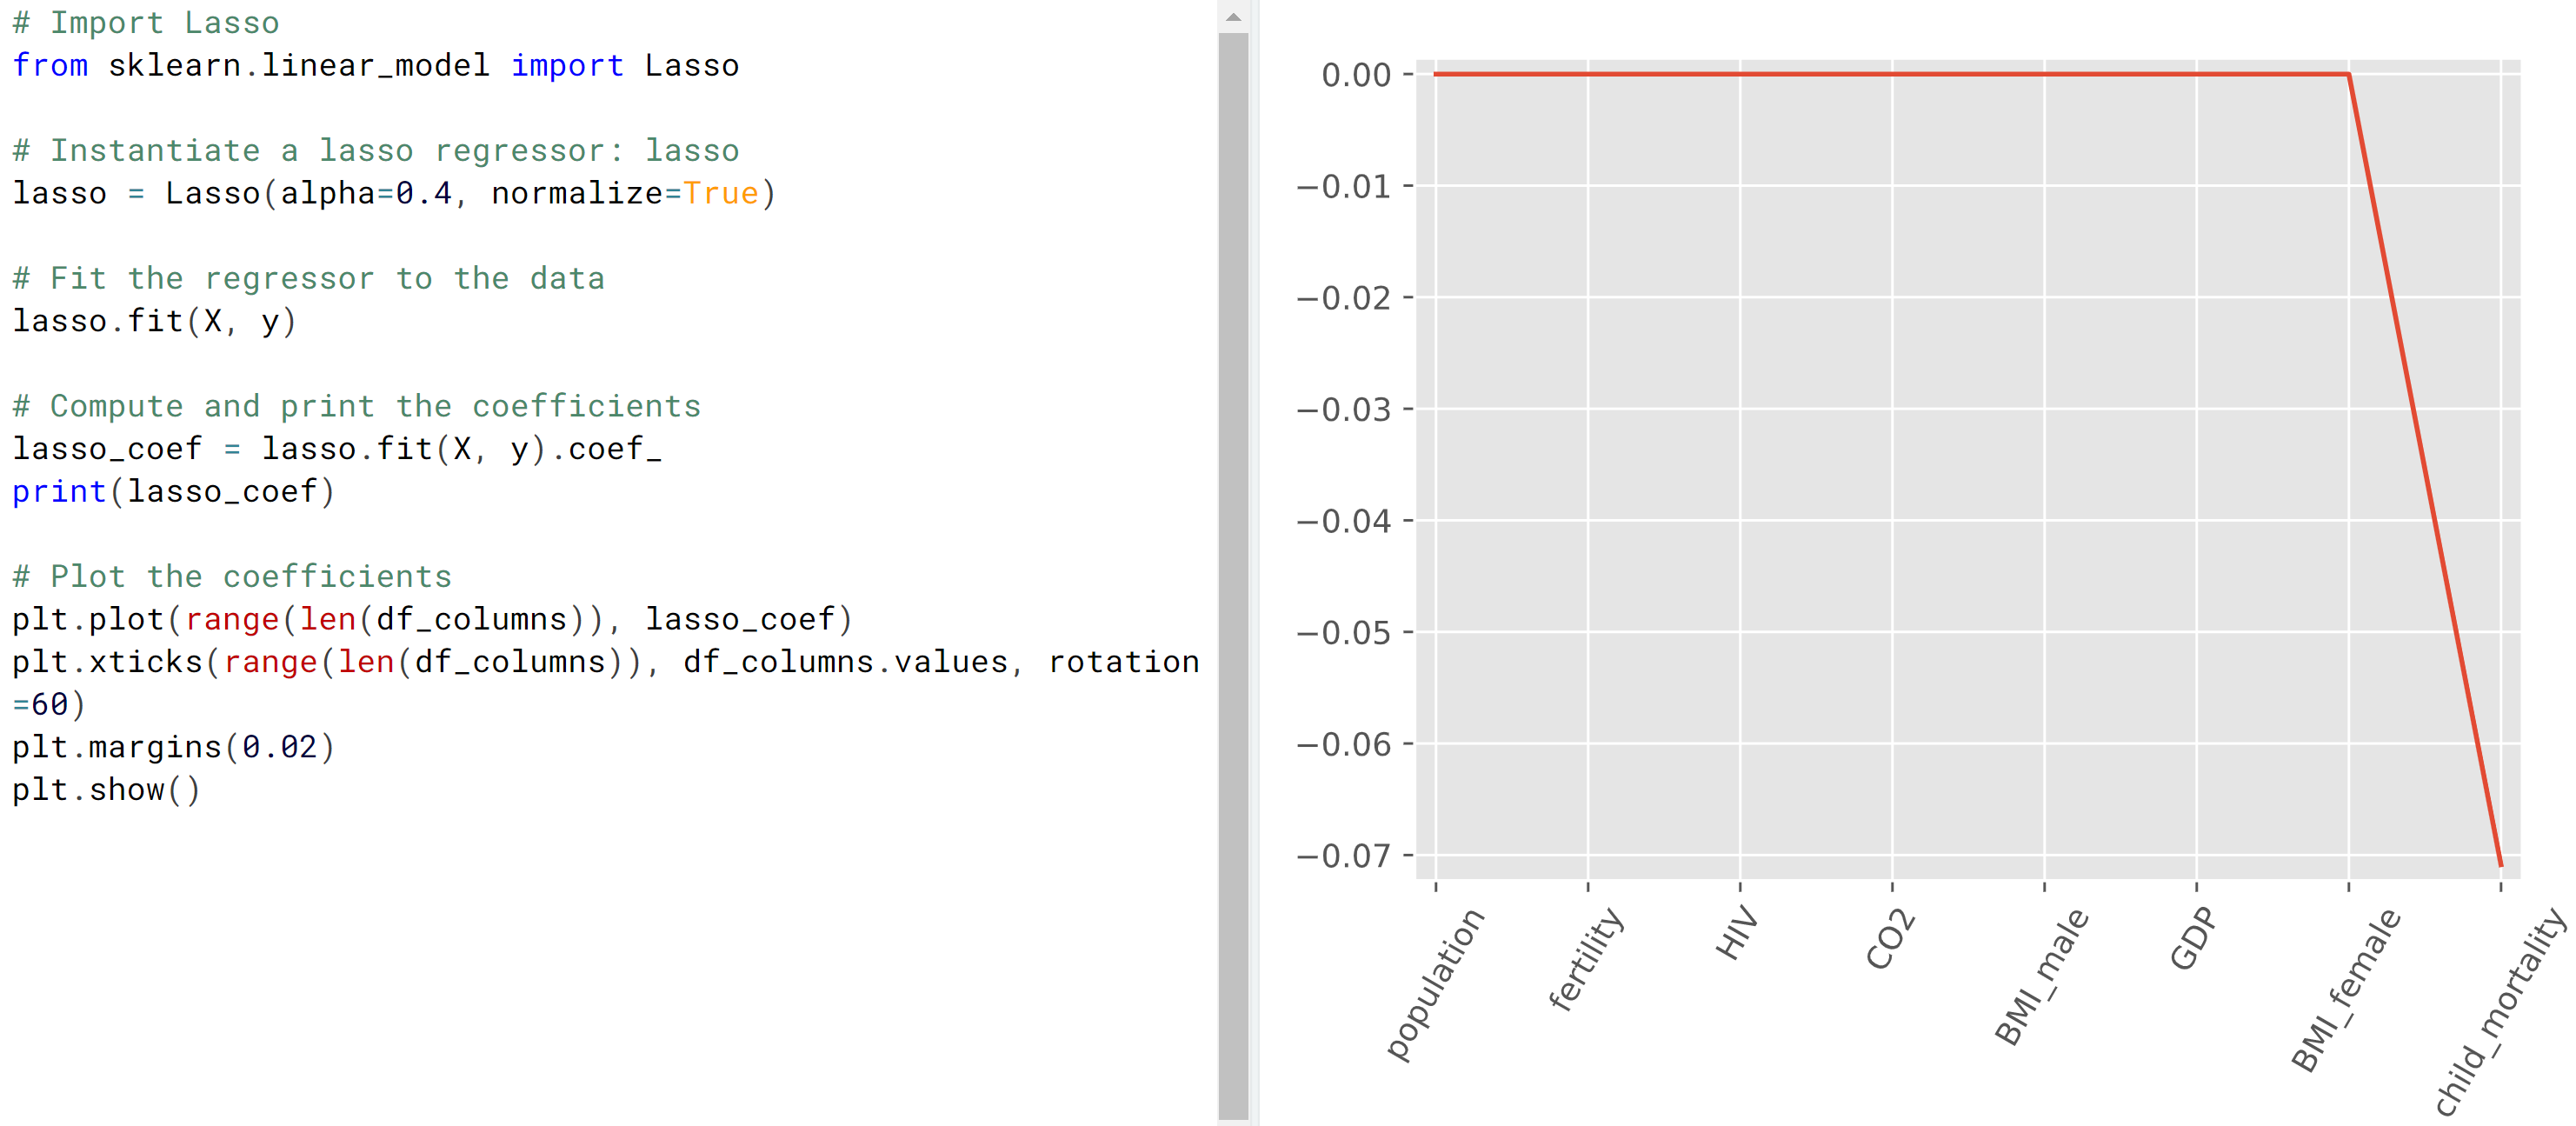 # Import Lasso
from sklearn.linear_model import Lasso
# Instantiate a lasso regressor: lasso
lasso = Lasso(alpha=0.4, normalize=True)
# Fit the regressor to the data
lasso.fit(X, y)
# Compute and print the coefficients
lasso_coef = lasso.fit(X, y).coef_
print(lasso_coef)
# Plot the coefficients
plt.plot(range(len(df_columns)), lasso_coef)
plt.xticks(range(len(df_columns)), df_columns.values, rotation
=60)
plt.margins(0.02)
plt.show()
0.00
−0.01
−0.02
−0.03
−0.04
−0.05
−0.06
−0.07
population
fertility
HIV
CO2
BMI_male
GDP
BMI_female
child_mortality